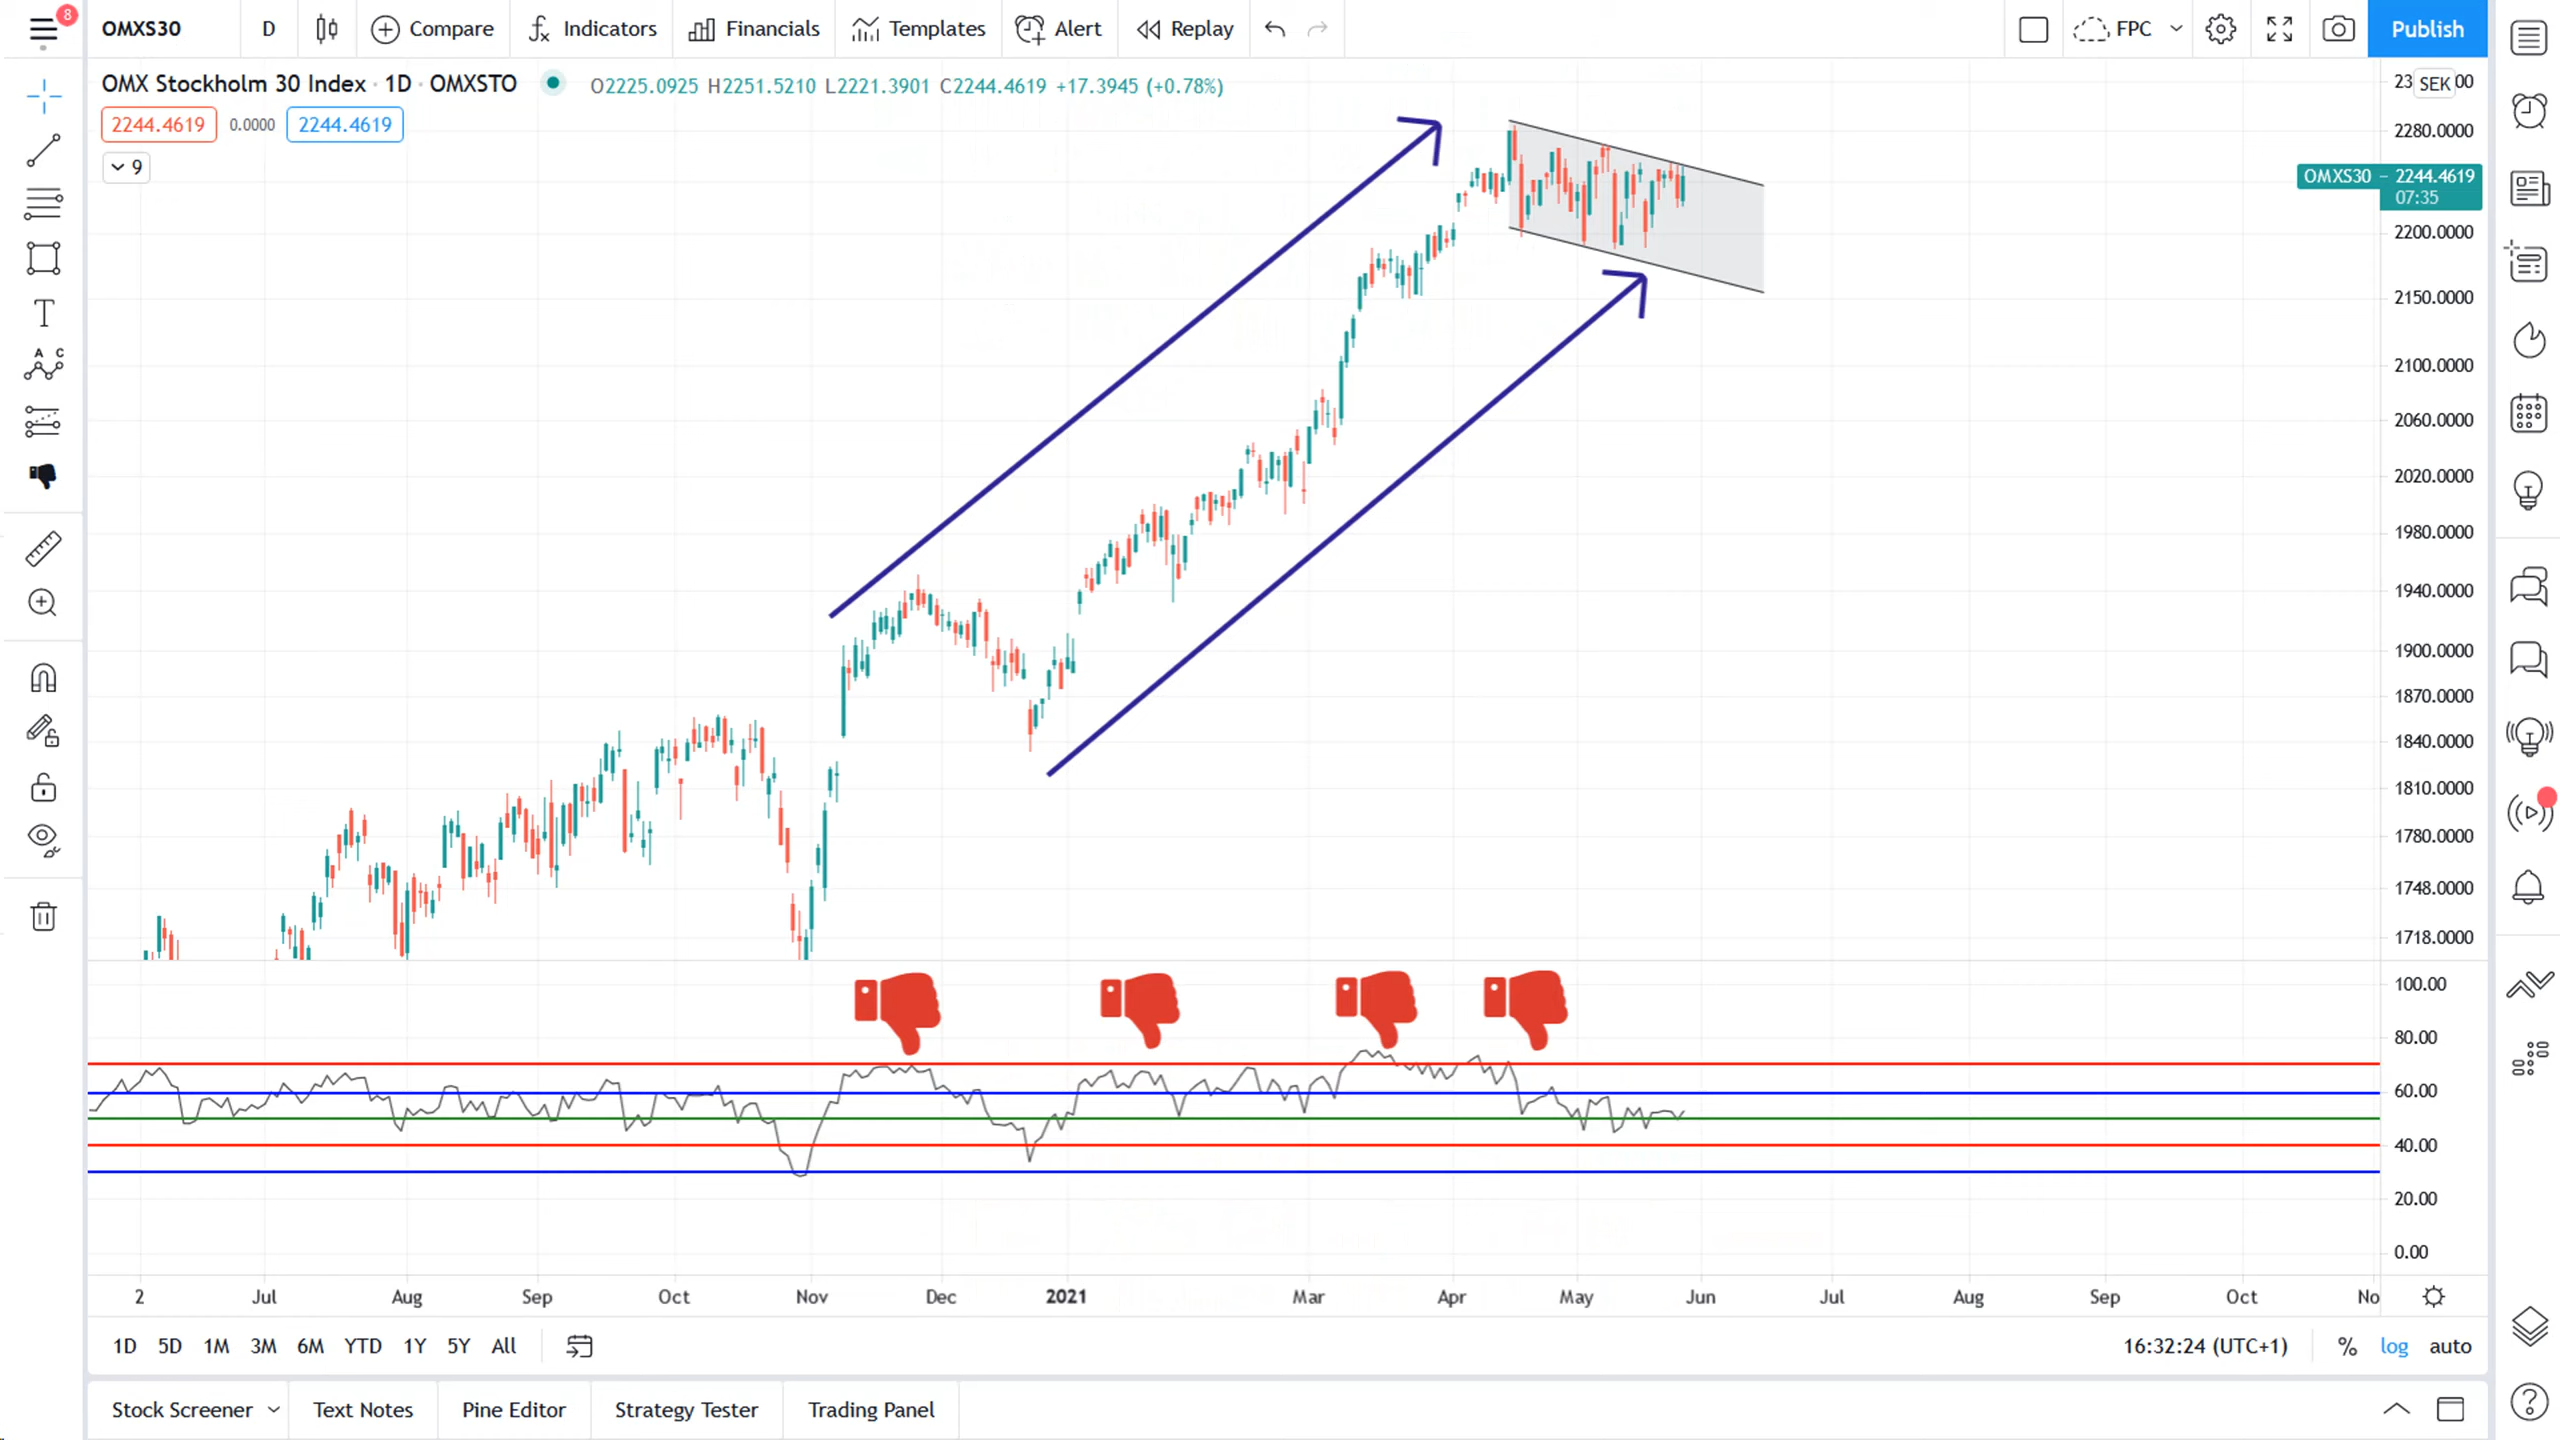 8
OMXS30 D Compare Indicators Financials Templates Alert Replay FPC Publish
OMX Stockholm 30 Index · 1D · OMXSTO O2225.0925 H2251.5210 L2221.3901 C2244.4619 +17.3945 (+0.78%)
2244.4619 0.0000 2244.4619
9
T
A C
23 SEK 00
2280.0000
OMXS30 – 2244.4619
07:35
2200.0000
2150.0000
2100.0000
2060.0000
2020.0000
1980.0000
1940.0000
1900.0000
1870.0000
1840.0000
1810.0000
1780.0000
1748.0000
1718.0000
100.00
80.00
60.00
40.00
20.00
0.00
2 Jul Aug Sep Oct Nov Dec 2021 Mar Apr May Jun Jul Aug Sep Oct No
1D 5D 1M 3M 6M YTD 1Y 5Y All 16:32:24 (UTC+1) % log auto
Stock Screener Text Notes Pine Editor Strategy Tester Trading Panel